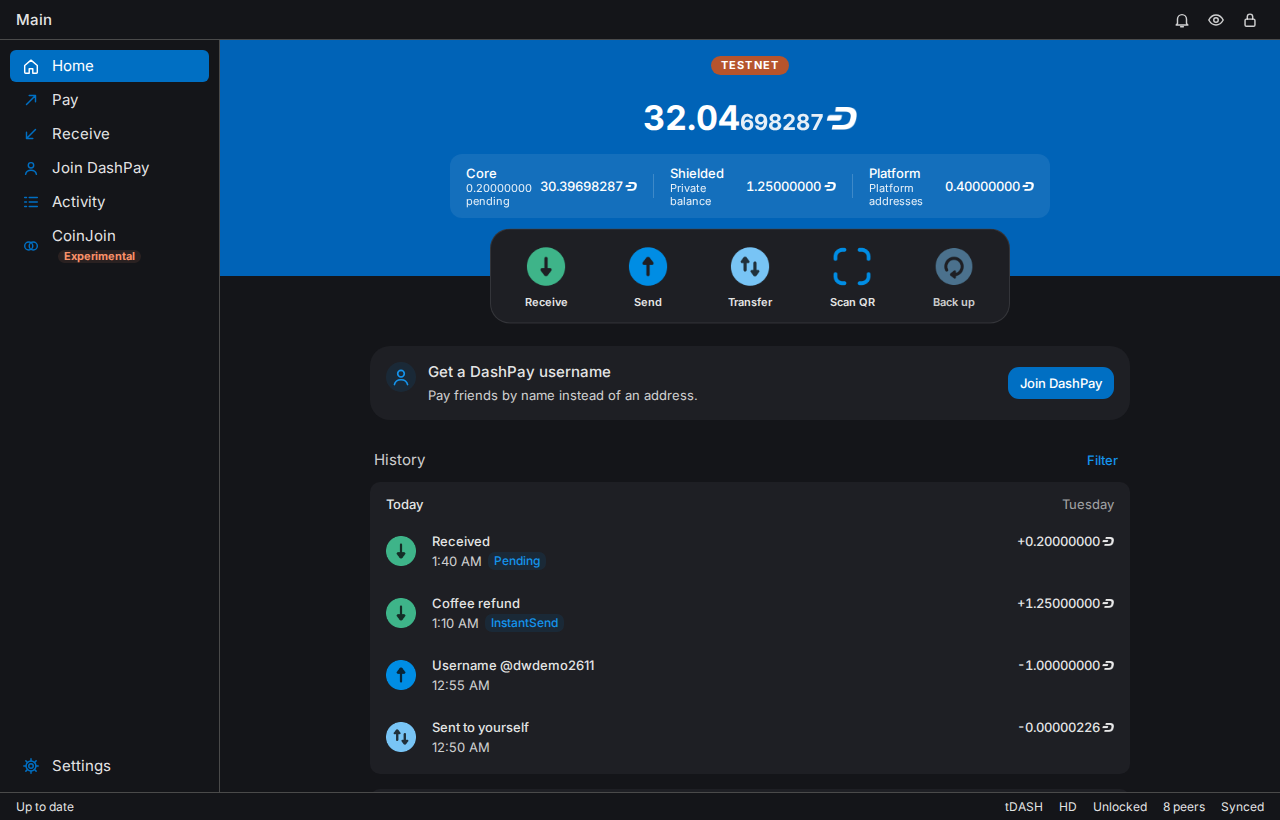 Main
Home
Pay
Receive
Join DashPay
Activity
CoinJoin
Experimental
Settings
TESTNET
32.04698287
Core
0.20000000 pending
30.39698287
Shielded
Private balance
1.25000000
Platform
Platform addresses
0.40000000
Receive
Send
Transfer
Scan QR
Back up
Get a DashPay username
Pay friends by name instead of an address.
Join DashPay
History
Filter
Today
Tuesday
Received
+0.20000000
1:40 AM Pending
Coffee refund
+1.25000000
1:10 AM InstantSend
Username @dwdemo2611
-1.00000000
12:55 AM
Sent to yourself
-0.00000226
12:50 AM
Up to date
tDASH HD Unlocked 8 peers Synced